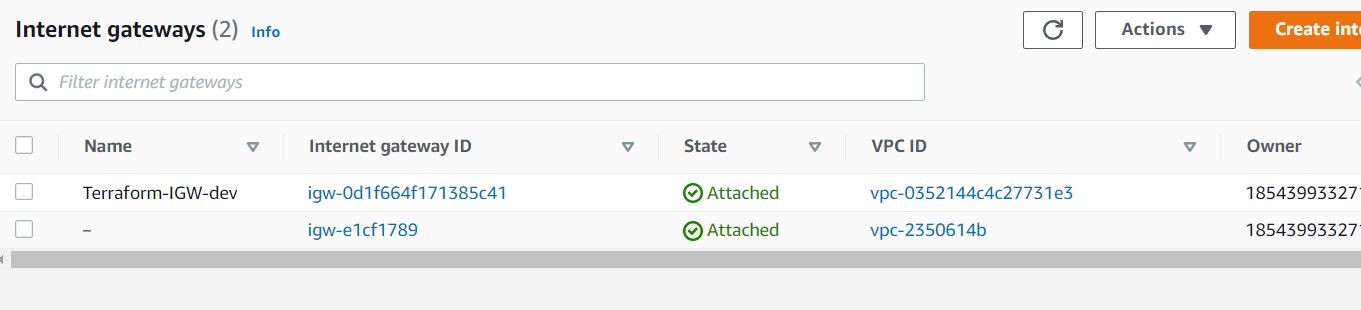 Internet gateways (2) Info Actions Create inte
Filter internet gateways
Name Internet gateway ID State VPC ID Owner
Terraform-IGW-dev igw-0d1f664f171385c41 Attached vpc-0352144c4c27731e3 18543993327
– igw-e1cf1789 Attached vpc-2350614b 18543993327